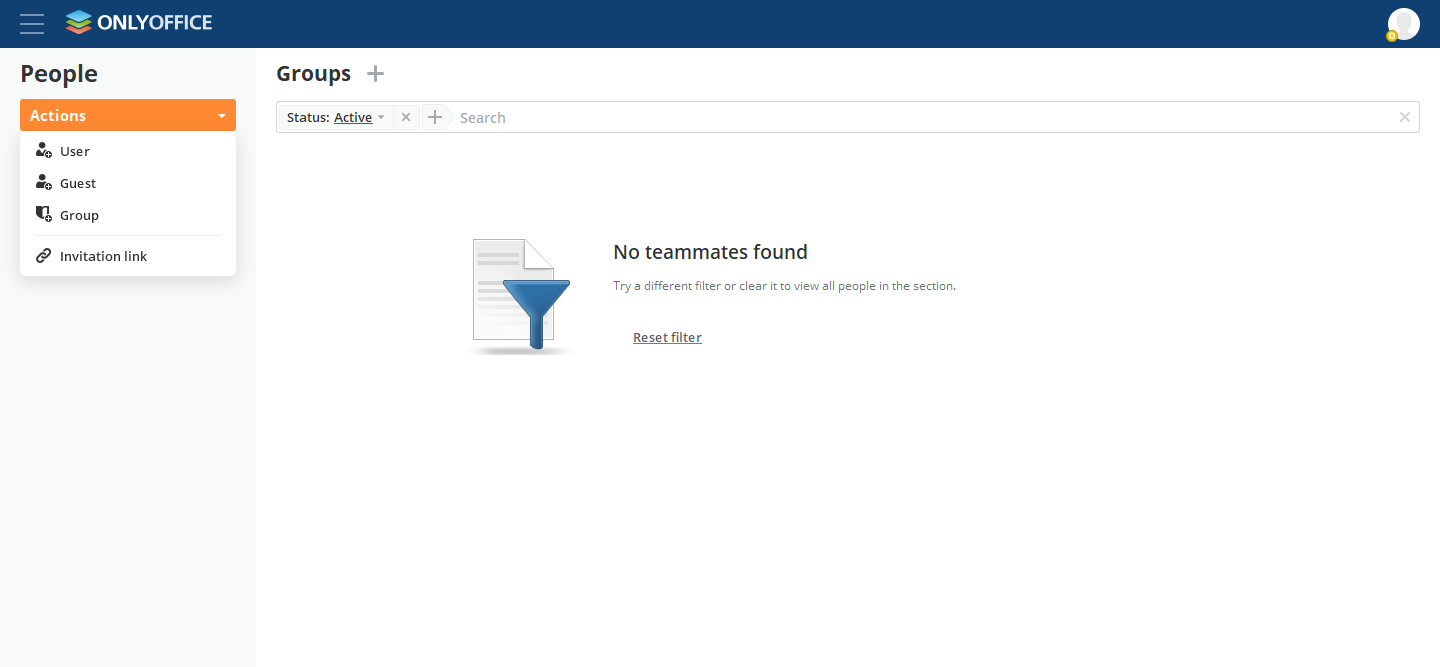 ONLYOFFICE
People
Actions
User
Guest
Group
Invitation link
Groups
Status: Active
Search
No teammates found
Try a different filter or clear it to view all people in the section.
Reset filter